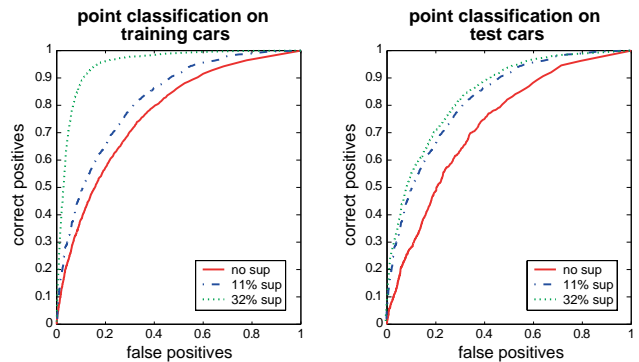 point classification on
training cars
1
0.9
0.8
0.7
0.6
0.5
0.4
0.3
0.2
0.1
0
0
0.2
0.4
0.6
0.8
1
correct positives
false positives
no sup
11% sup
32% sup
point classification on
test cars
1
0.9
0.8
0.7
0.6
0.5
0.4
0.3
0.2
0.1
0
0
0.2
0.4
0.6
0.8
1
correct positives
false positives
no sup
11% sup
32% sup